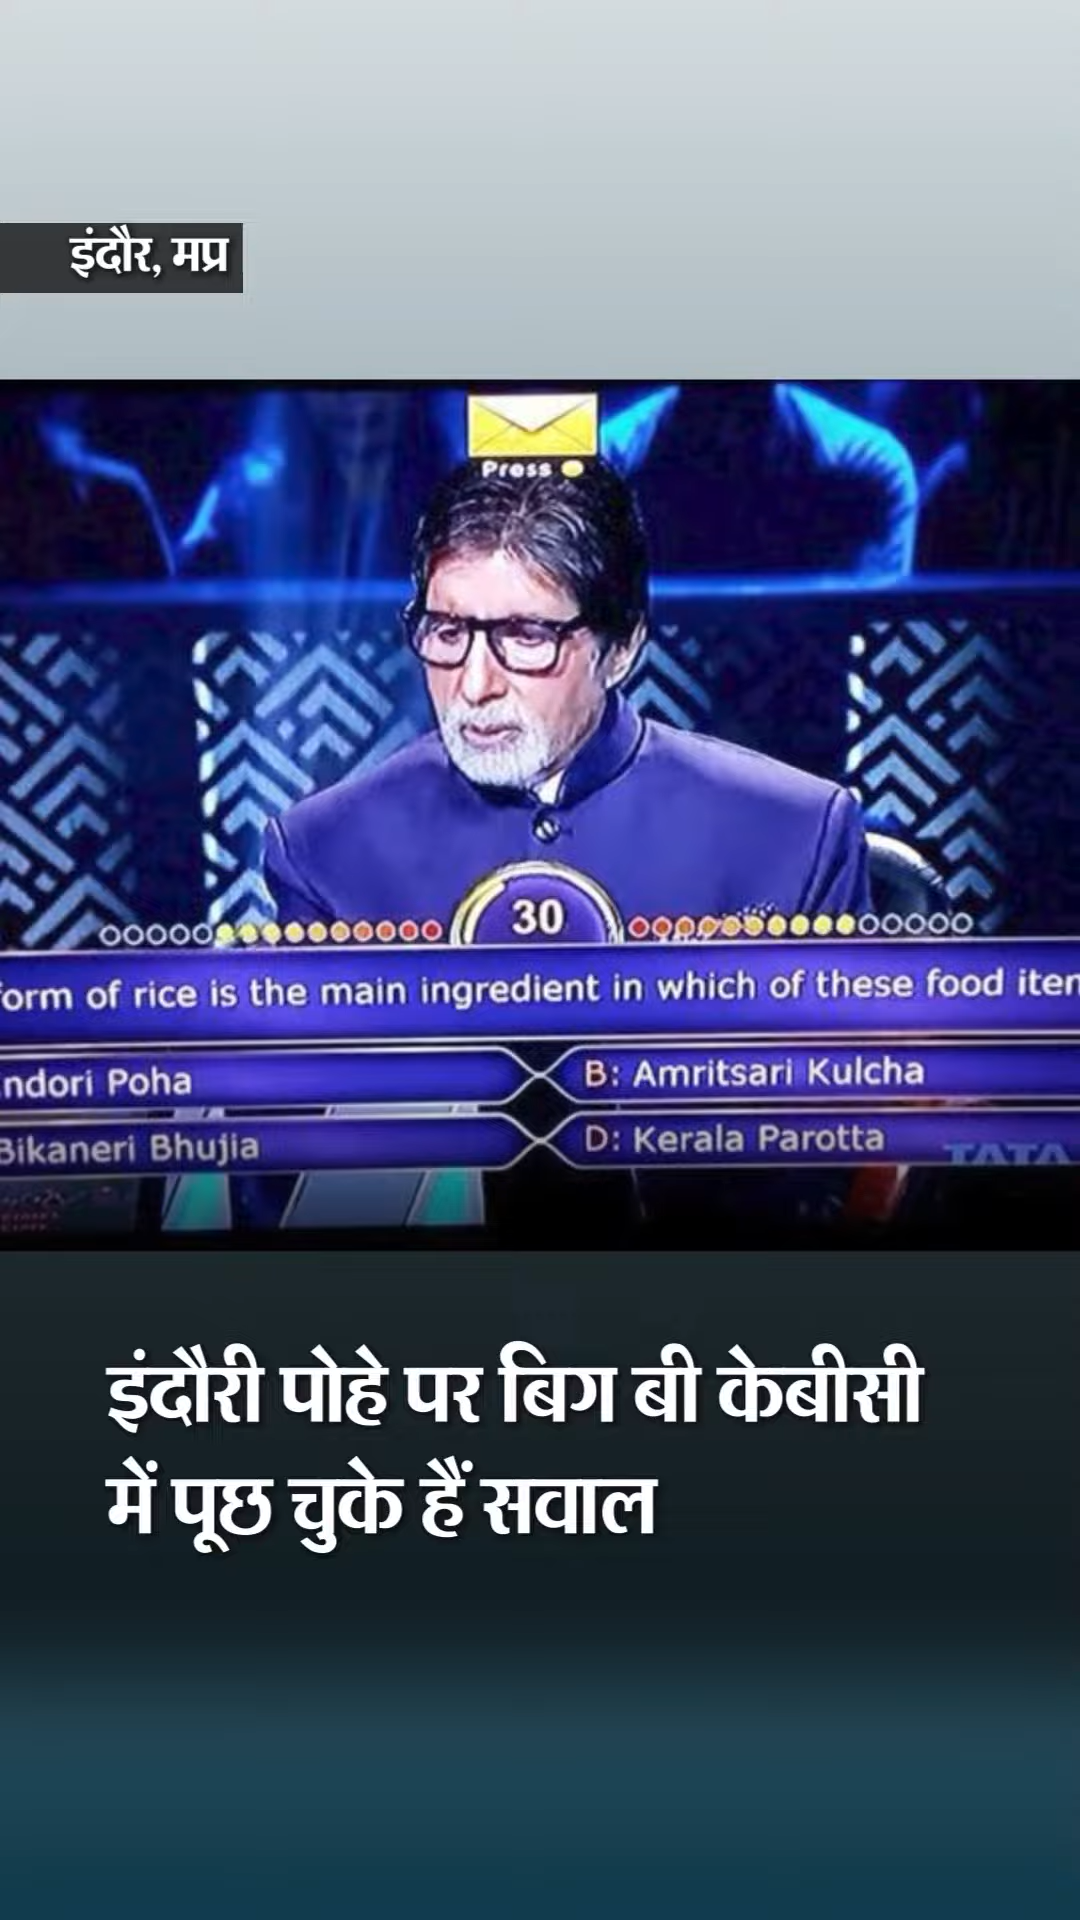 इंदौर, मप्र
Press
30
form of rice is the main ingredient in which of these food item
ndori Poha
B: Amritsari Kulcha
Bikaneri Bhujia
D: Kerala Parotta
TATA
इंदौरी पोहे पर बिग बी केबीसी
में पूछ चुके हैं सवाल